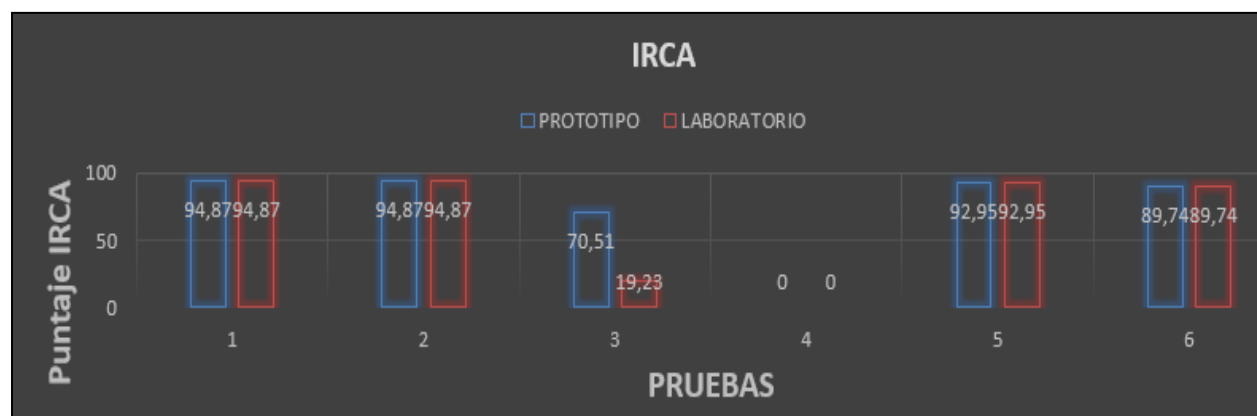 IRCA
PROTOTIPO LABORATORIO
Puntaje IRCA
100
50
0
94,87 94,87 94,87 94,87 70,51 19,23 0 0 92,95 92,95 89,74 89,74
1 2 3 4 5 6
PRUEBAS